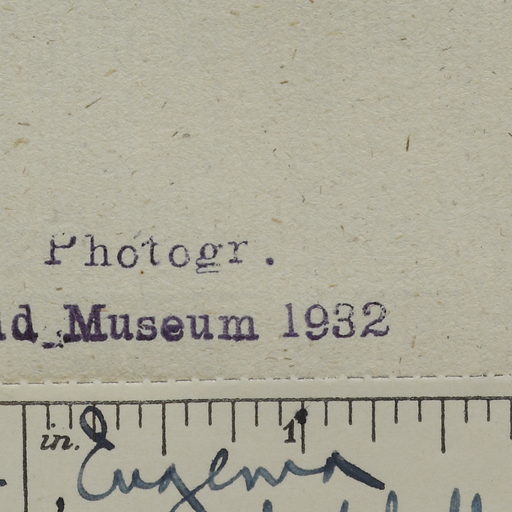 Photogr.
Museum 1932
in. 1
Eugenia